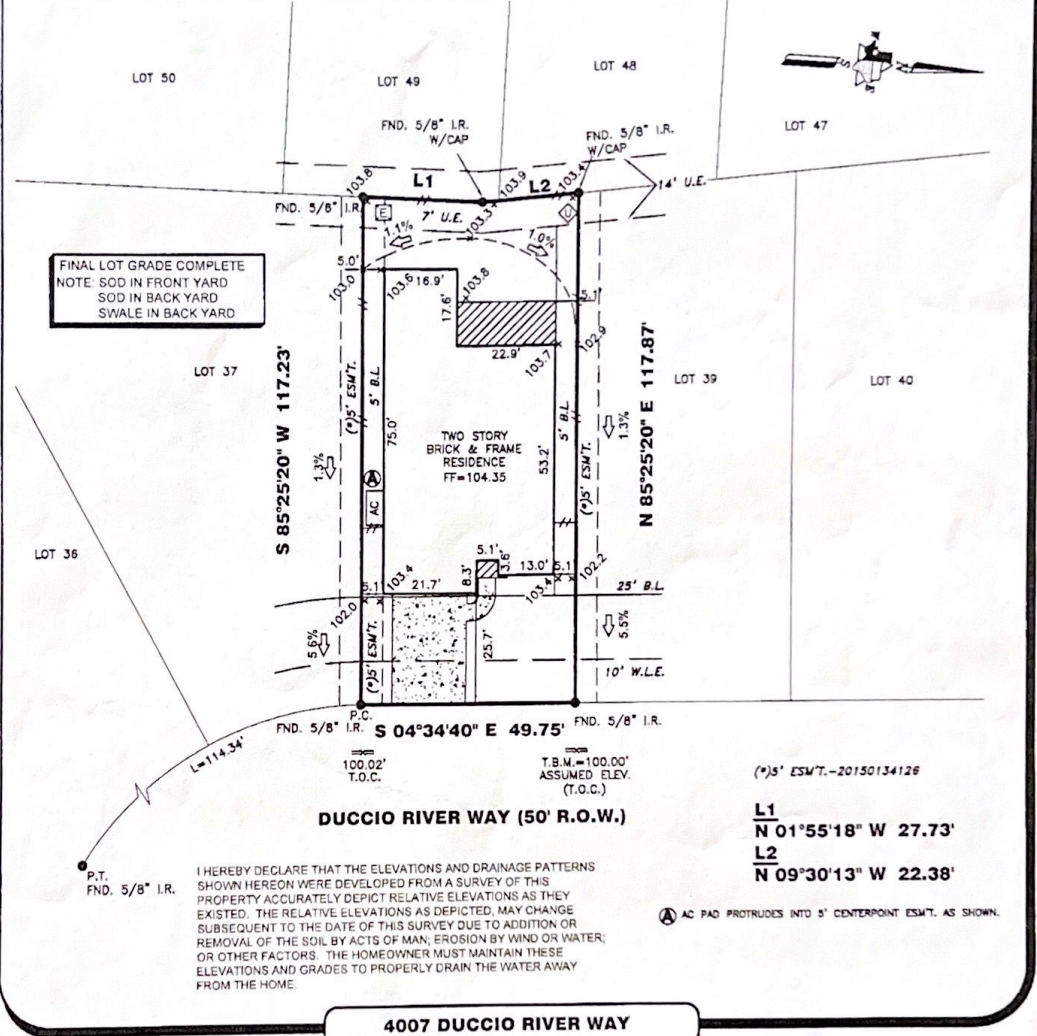 LOT 50
LOT 49
LOT 48
LOT 47
FND. 5/8" I.R.
W/CAP
FND. 5/8" I.R.
W/CAP
103.8
L1
103.9
L2
103.4
14' U.E.
FND. 5/8" I.R.
E
7' U.E.
103.3
U
1.1%
1.0%
FINAL LOT GRADE COMPLETE
NOTE: SOD IN FRONT YARD
SOD IN BACK YARD
SWALE IN BACK YARD
5.0'
103.0
103.6
16.9'
103.8
17.6'
5.1'
102.9
22.9'
103.7
LOT 37
S 85°25'20" W 117.23'
(*)5' ESM'T.
5' B.L.
75.0'
TWO STORY
BRICK & FRAME
RESIDENCE
FF=104.35
53.2'
5' B.L.
(*)5' ESM'T.
1.3%
1.3%
N 85°25'20" E 117.87'
LOT 39
LOT 40
A
AC
LOT 36
5.1'
103.4
21.7'
8.3'
5.1'
3.6'
13.0'
103.4
5.1'
102.2
25' B.L.
102.0
5.6%
(*)5' ESM'T.
25.7'
5.5%
10' W.L.E.
P.C.
FND. 5/8" I.R.
S 04°34'40" E 49.75'
FND. 5/8" I.R.
L=114.34'
100.02'
T.O.C.
T.B.M.=100.00'
ASSUMED ELEV.
(T.O.C.)
(*)5' ESM'T.-20150134126
DUCCIO RIVER WAY (50' R.O.W.)
L1
N 01°55'18" W 27.73'
L2
N 09°30'13" W 22.38'
P.T.
FND. 5/8" I.R.
I HEREBY DECLARE THAT THE ELEVATIONS AND DRAINAGE PATTERNS
SHOWN HEREON WERE DEVELOPED FROM A SURVEY OF THIS
PROPERTY ACCURATELY DEPICT RELATIVE ELEVATIONS AS THEY
EXISTED. THE RELATIVE ELEVATIONS AS DEPICTED, MAY CHANGE
SUBSEQUENT TO THE DATE OF THIS SURVEY DUE TO ADDITION OR
REMOVAL OF THE SOIL BY ACTS OF MAN; EROSION BY WIND OR WATER;
OR OTHER FACTORS. THE HOMEOWNER MUST MAINTAIN THESE
ELEVATIONS AND GRADES TO PROPERLY DRAIN THE WATER AWAY
FROM THE HOME.
A AC PAD PROTRUDES INTO 5' CENTERPOINT ESM'T. AS SHOWN.
4007 DUCCIO RIVER WAY